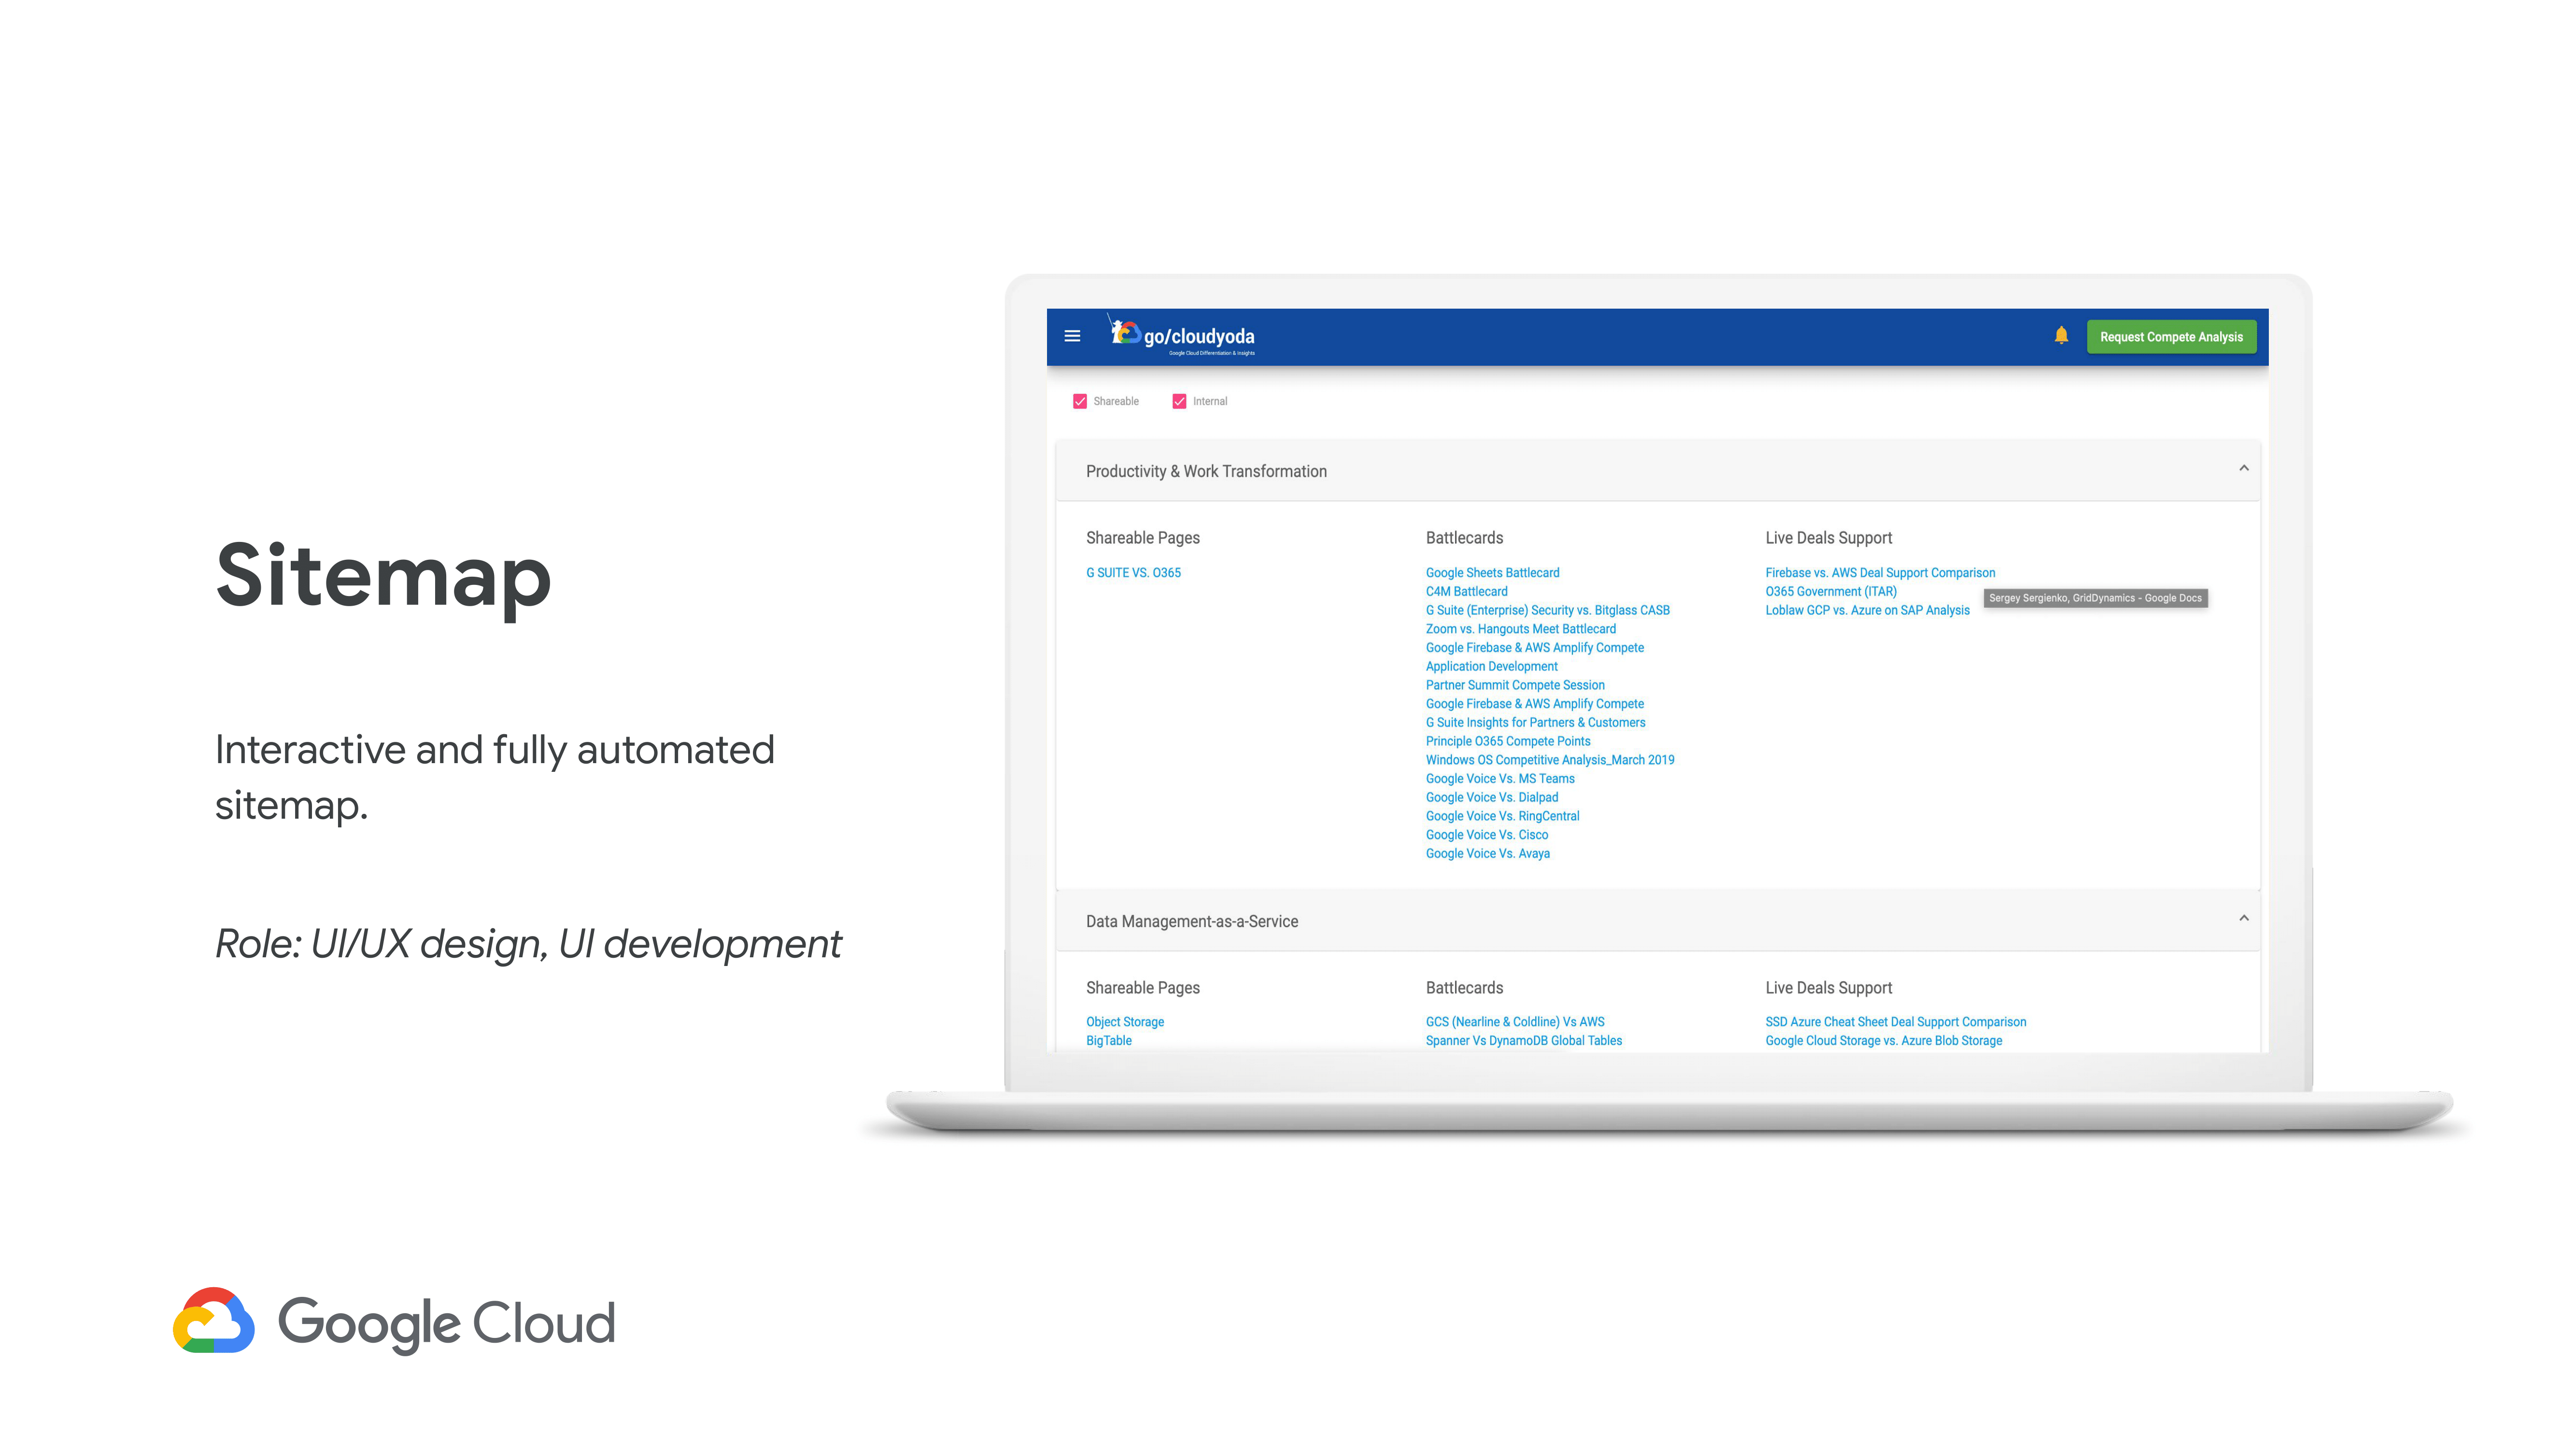 Sitemap
Interactive and fully automated
sitemap.
Role: UI/UX design, UI development
Google Cloud
go/cloudyoda
Google Cloud Differentiation & Insights
Request Compete Analysis
Shareable
Internal
Productivity & Work Transformation
Shareable Pages
G SUITE VS. O365
Battlecards
Google Sheets Battlecard
C4M Battlecard
G Suite (Enterprise) Security vs. Bitglass CASB
Zoom vs. Hangouts Meet Battlecard
Google Firebase & AWS Amplify Compete
Application Development
Partner Summit Compete Session
Google Firebase & AWS Amplify Compete
G Suite Insights for Partners & Customers
Principle O365 Compete Points
Windows OS Competitive Analysis_March 2019
Google Voice Vs. MS Teams
Google Voice Vs. Dialpad
Google Voice Vs. RingCentral
Google Voice Vs. Cisco
Google Voice Vs. Avaya
Live Deals Support
Firebase vs. AWS Deal Support Comparison
O365 Government (ITAR)
Loblaw GCP vs. Azure on SAP Analysis
Sergey Sergienko, GridDynamics - Google Docs
Data Management-as-a-Service
Shareable Pages
Object Storage
BigTable
Battlecards
GCS (Nearline & Coldline) Vs AWS
Spanner Vs DynamoDB Global Tables
Live Deals Support
SSD Azure Cheat Sheet Deal Support Comparison
Google Cloud Storage vs. Azure Blob Storage